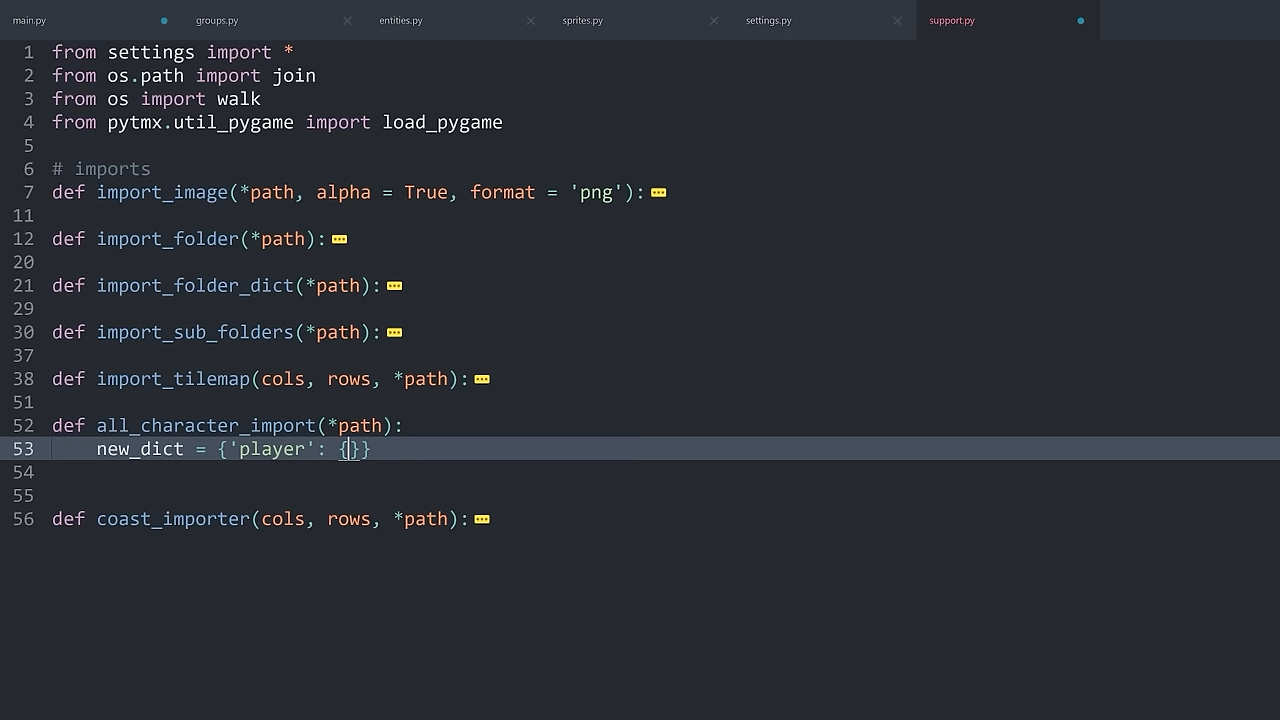 main.py groups.py entities.py sprites.py settings.py support.py
1 from settings import *
2 from os.path import join
3 from os import walk
4 from pytmx.util_pygame import load_pygame
5
6 # imports
7 def import_image(*path, alpha = True, format = 'png'):
11
12 def import_folder(*path):
20
21 def import_folder_dict(*path):
29
30 def import_sub_folders(*path):
37
38 def import_tilemap(cols, rows, *path):
51
52 def all_character_import(*path):
53 new_dict = {'player': {}}
54
55
56 def coast_importer(cols, rows, *path):